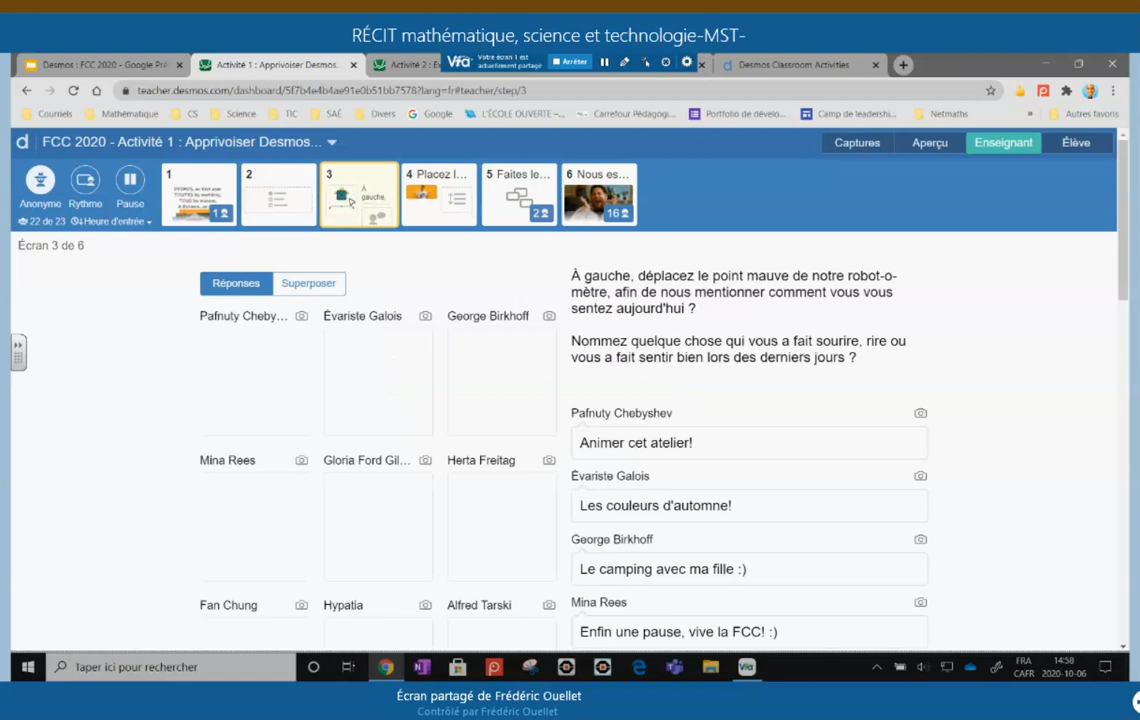 RÉCIT mathématique, science et technologie-MST-
Desmos : FCC 2020 - Google Pré
Activité 1 : Apprivoiser Desmos...
Activité 2 : E
Via
Votre écran 1 est
actuellement partagé
Arrêter
Desmos Classroom Activities
teacher.desmos.com/dashboard/5f7b4e4b4ae91e0b51bb7578?lang=fr#teacher/step/3
Courriels
Mathématique
CS
Science
TIC
SAÉ
Divers
Google
L'ÉCOLE OUVERTE –...
Carrefour Pédagogi...
Portfolio de dévelo...
Camp de leadershi...
Netmaths
Autres favoris
FCC 2020 - Activité 1 : Apprivoiser Desmos...
Captures
Aperçu
Enseignant
Élève
Anonyme
Rythme
Pause
22 de 23
Heure d'entrée
1
1
2
3
À
gauche,
4 Placez l...
5 Faites le...
2
6 Nous es...
16
Écran 3 de 6
Réponses
Superposer
Pafnuty Cheby...
Évariste Galois
George Birkhoff
Mina Rees
Gloria Ford Gil...
Herta Freitag
Fan Chung
Hypatia
Alfred Tarski
À gauche, déplacez le point mauve de notre robot-o-
mètre, afin de nous mentionner comment vous vous
sentez aujourd'hui ?
Nommez quelque chose qui vous a fait sourire, rire ou
vous a fait sentir bien lors des derniers jours ?
Pafnuty Chebyshev
Animer cet atelier!
Évariste Galois
Les couleurs d'automne!
George Birkhoff
Le camping avec ma fille :)
Mina Rees
Enfin une pause, vive la FCC! :)
Taper ici pour rechercher
FRA
CAFR
14:58
2020-10-06
Écran partagé de Frédéric Ouellet
Contrôlé par Frédéric Ouellet